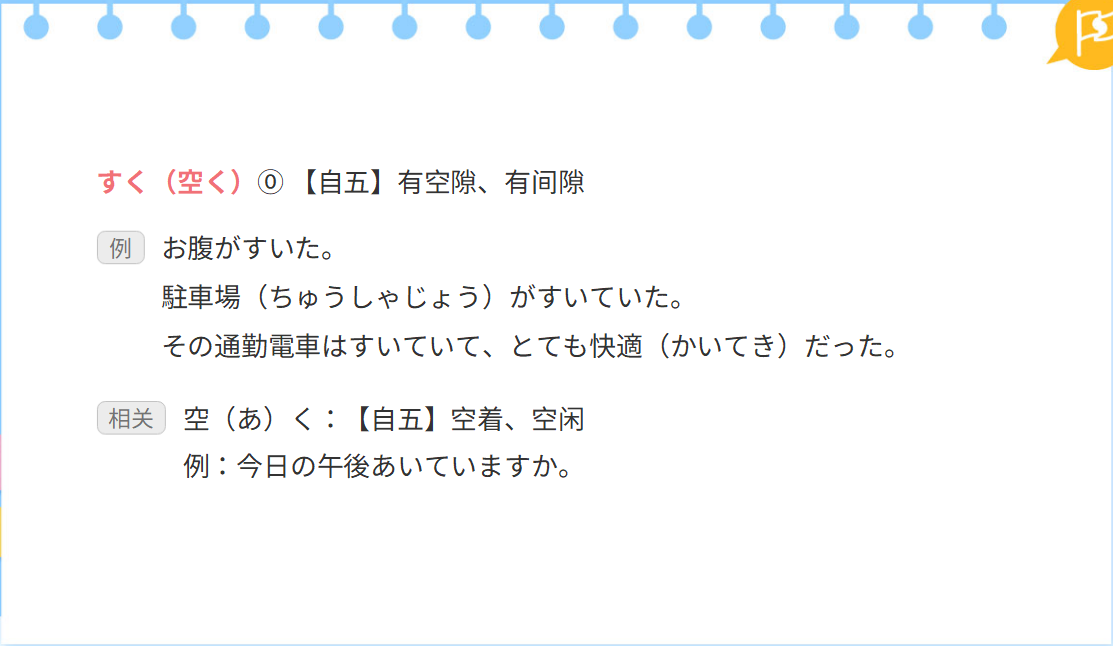 すく（空く）⓪ 【自五】有空隙、有间隙
例 お腹がすいた。
駐車場（ちゅうしゃじょう）がすいていた。
その通勤電車はすいていて、とても快適（かいてき）だった。
相关 空（あ）く：【自五】空着、空闲
例：今日の午後あいていますか。